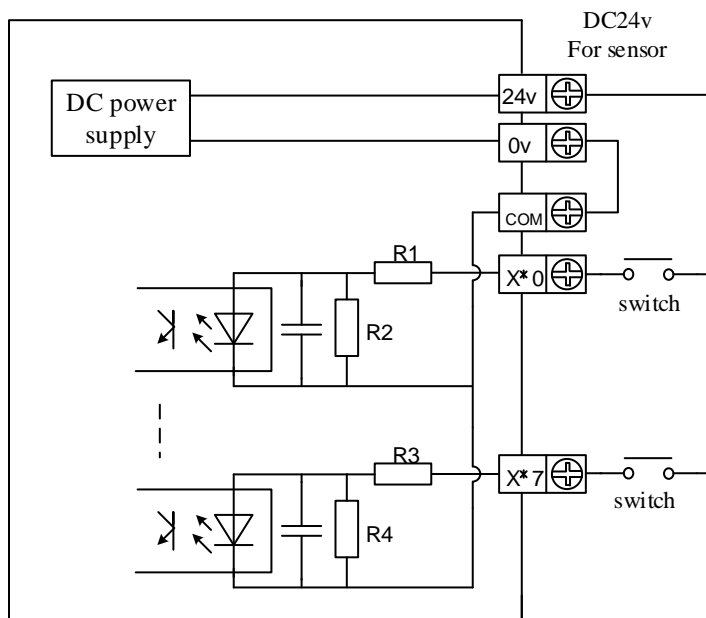 DC24v
For sensor
DC power
supply
24v
0v
COM
R1
X*0
switch
R2
R3
X*7
switch
R4